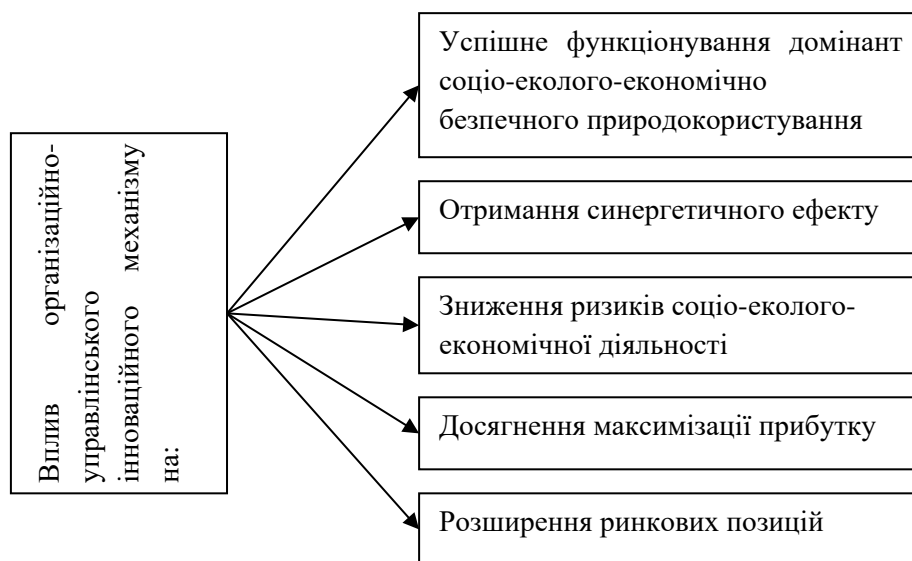 Вплив організаційно-
управлінського
інноваційного механізму
на:
Успішне функціонування домінант
соціо-еколого-економічно
безпечного природокористування
Отримання синергетичного ефекту
Зниження ризиків соціо-еколого-
економічної діяльності
Досягнення максимізації прибутку
Розширення ринкових позицій